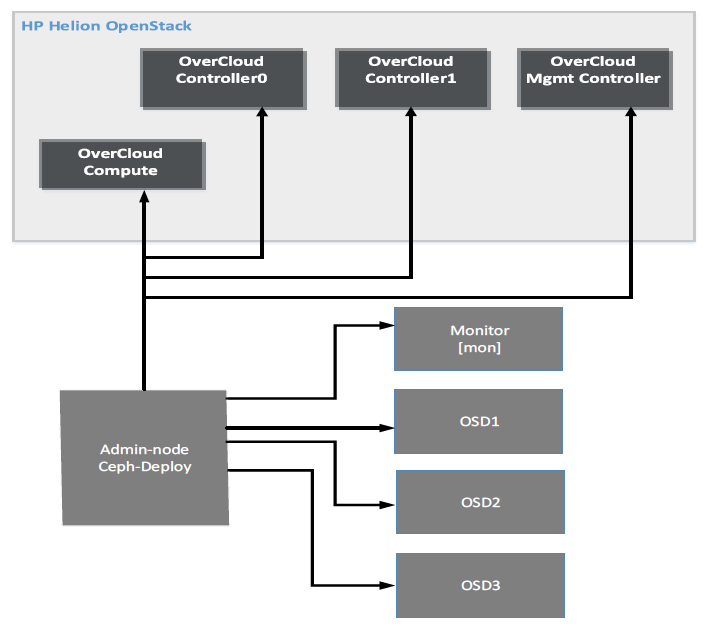 HP Helion OpenStack
OverCloud
Controller0
OverCloud
Controller1
OverCloud
Mgmt Controller
OverCloud
Compute
Monitor
[mon]
Admin-node
Ceph-Deploy
OSD1
OSD2
OSD3